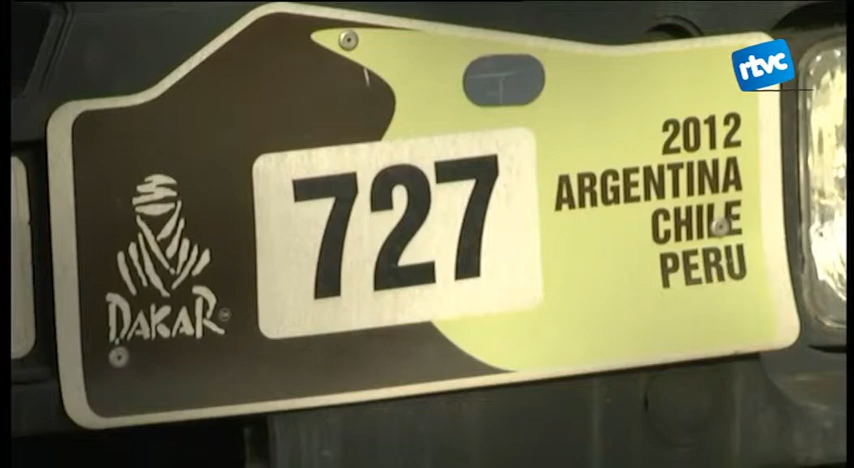 rtvc
2012
ARGENTINA
CHILE
PERU
727
DAKAR